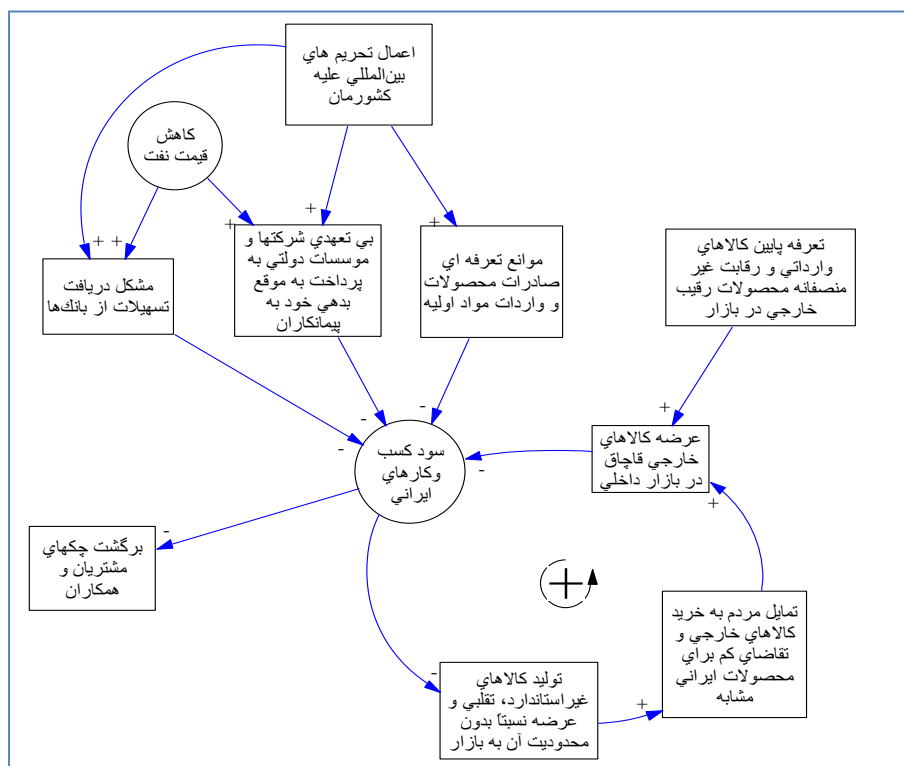 اعمال تحريم هاي
بين‌المللي عليه
كشورمان
كاهش
قيمت نفت
+
+
+
+
+
مشكل دريافت
تسهيلات از بانك‌ها
بي تعهدي شركتها و
موسسات دولتي به
پرداخت به موقع
بدهي خود به
پيمانكاران
موانع تعرفه اي
صادرات محصولات
و واردات مواد اوليه
تعرفه پايين كالاهاي
وارداتي و رقابت غير
منصفانه محصولات رقيب
خارجي در بازار
-
-
-
+
سود كسب
وكارهاي
ايراني
-
عرضه كالاهاي
خارجي قاچاق
در بازار داخلي
+
-
برگشت چكهاي
مشتريان و
همكاران
+
تمايل مردم به خريد
كالاهاي خارجي و
تقاضاي كم براي
محصولات ايراني
مشابه
-
+
توليد كالاهاي
غيراستاندارد، تقلبي و
عرضه نسبتاً بدون
محدوديت آن به بازار